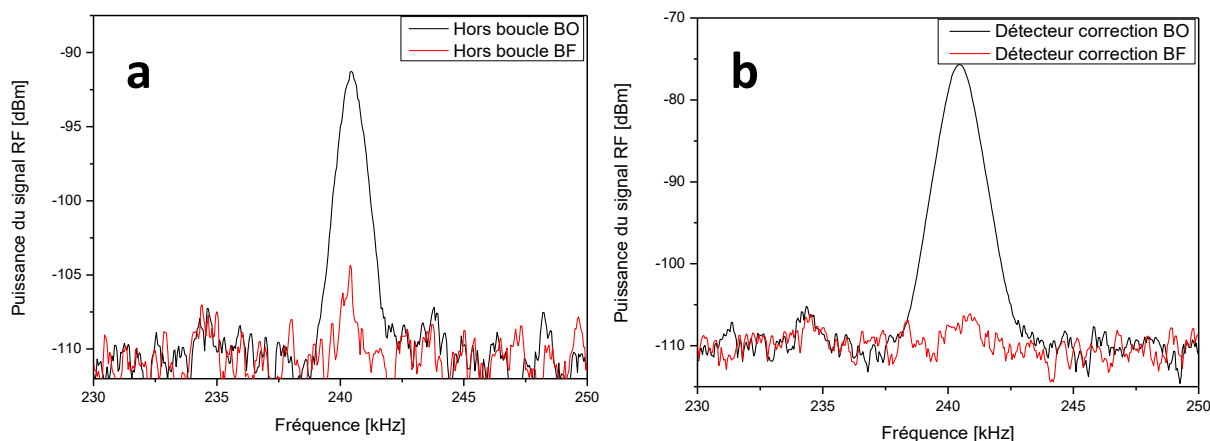 a
Hors boucle BO
Hors boucle BF
Puissance du signal RF [dBm]
-90
-95
-100
-105
-110
230
235
240
245
250
Fréquence [kHz]
b
Détecteur correction BO
Détecteur correction BF
Puissance du signal RF [dBm]
-70
-80
-90
-100
-110
230
235
240
245
250
Fréquence [kHz]